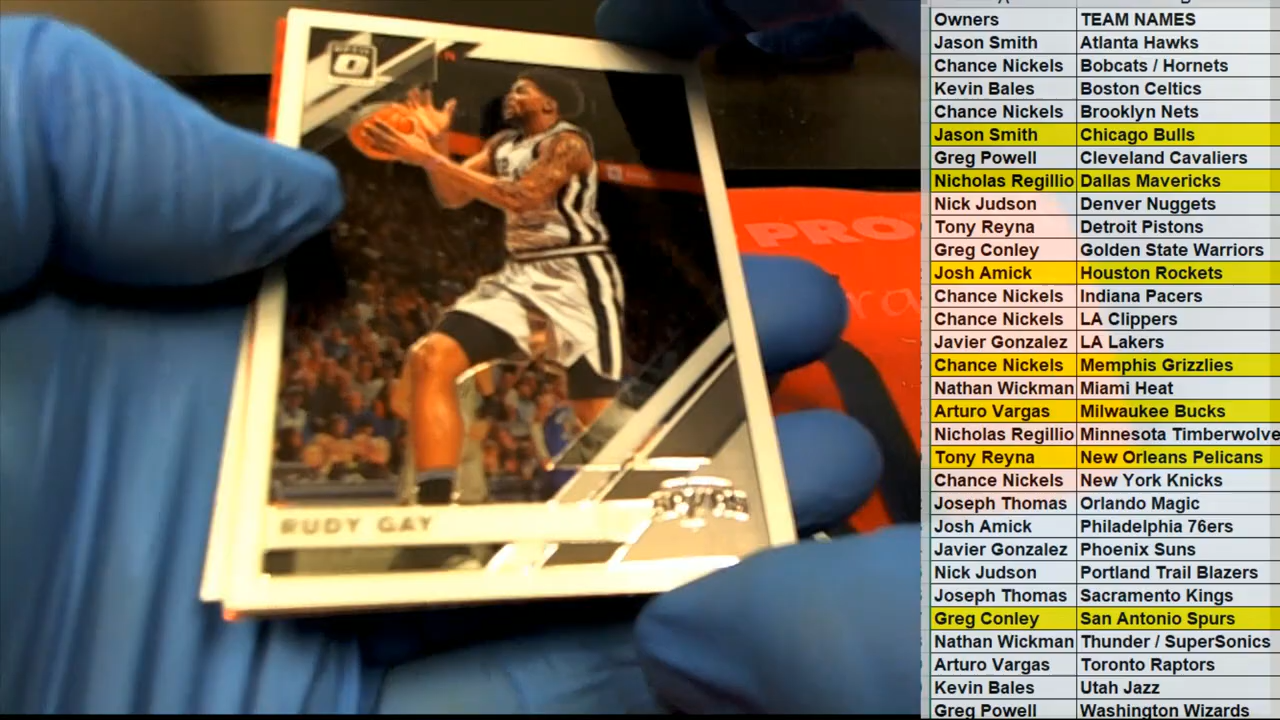 RUDY GAY
PRO
Owners TEAM NAMES
Jason Smith Atlanta Hawks
Chance Nickels Bobcats / Hornets
Kevin Bales Boston Celtics
Chance Nickels Brooklyn Nets
Jason Smith Chicago Bulls
Greg Powell Cleveland Cavaliers
Nicholas Regillio Dallas Mavericks
Nick Judson Denver Nuggets
Tony Reyna Detroit Pistons
Greg Conley Golden State Warriors
Josh Amick Houston Rockets
Chance Nickels Indiana Pacers
Chance Nickels LA Clippers
Javier Gonzalez LA Lakers
Chance Nickels Memphis Grizzlies
Nathan Wickman Miami Heat
Arturo Vargas Milwaukee Bucks
Nicholas Regillio Minnesota Timberwolve
Tony Reyna New Orleans Pelicans
Chance Nickels New York Knicks
Joseph Thomas Orlando Magic
Josh Amick Philadelphia 76ers
Javier Gonzalez Phoenix Suns
Nick Judson Portland Trail Blazers
Joseph Thomas Sacramento Kings
Greg Conley San Antonio Spurs
Nathan Wickman Thunder / SuperSonics
Arturo Vargas Toronto Raptors
Kevin Bales Utah Jazz
Greg Powell Washington Wizards